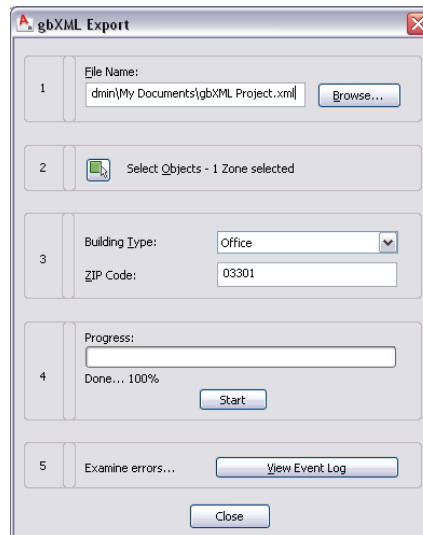 gbXML Export
1
File Name:
dmin\My Documents\gbXML Project.xml
Browse...
2
Select Objects - 1 Zone selected
3
Building Type:
Office
ZIP Code:
03301
4
Progress:
Done... 100%
Start
5
Examine errors...
View Event Log
Close